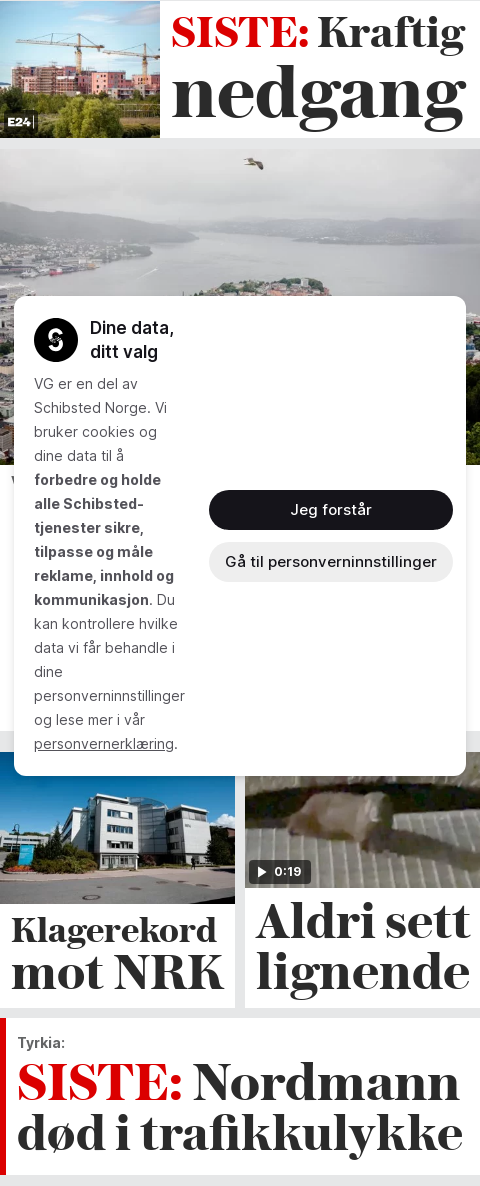 SISTE: Kraftig
nedgang
E24
Dine data,
ditt valg
VG er en del av
Schibsted Norge. Vi
bruker cookies og
dine data til å
forbedre og holde
alle Schibsted-
tjenester sikre,
tilpasse og måle
reklame, innhold og
kommunikasjon. Du
kan kontrollere hvilke
data vi får behandle i
dine
personverninnstillinger
og lese mer i vår
personvernerklæring.
Jeg forstår
Gå til personverninnstillinger
0:19
Klagerekord
mot NRK
Aldri sett
lignende
Tyrkia:
SISTE: Nordmann
død i trafikkulykke